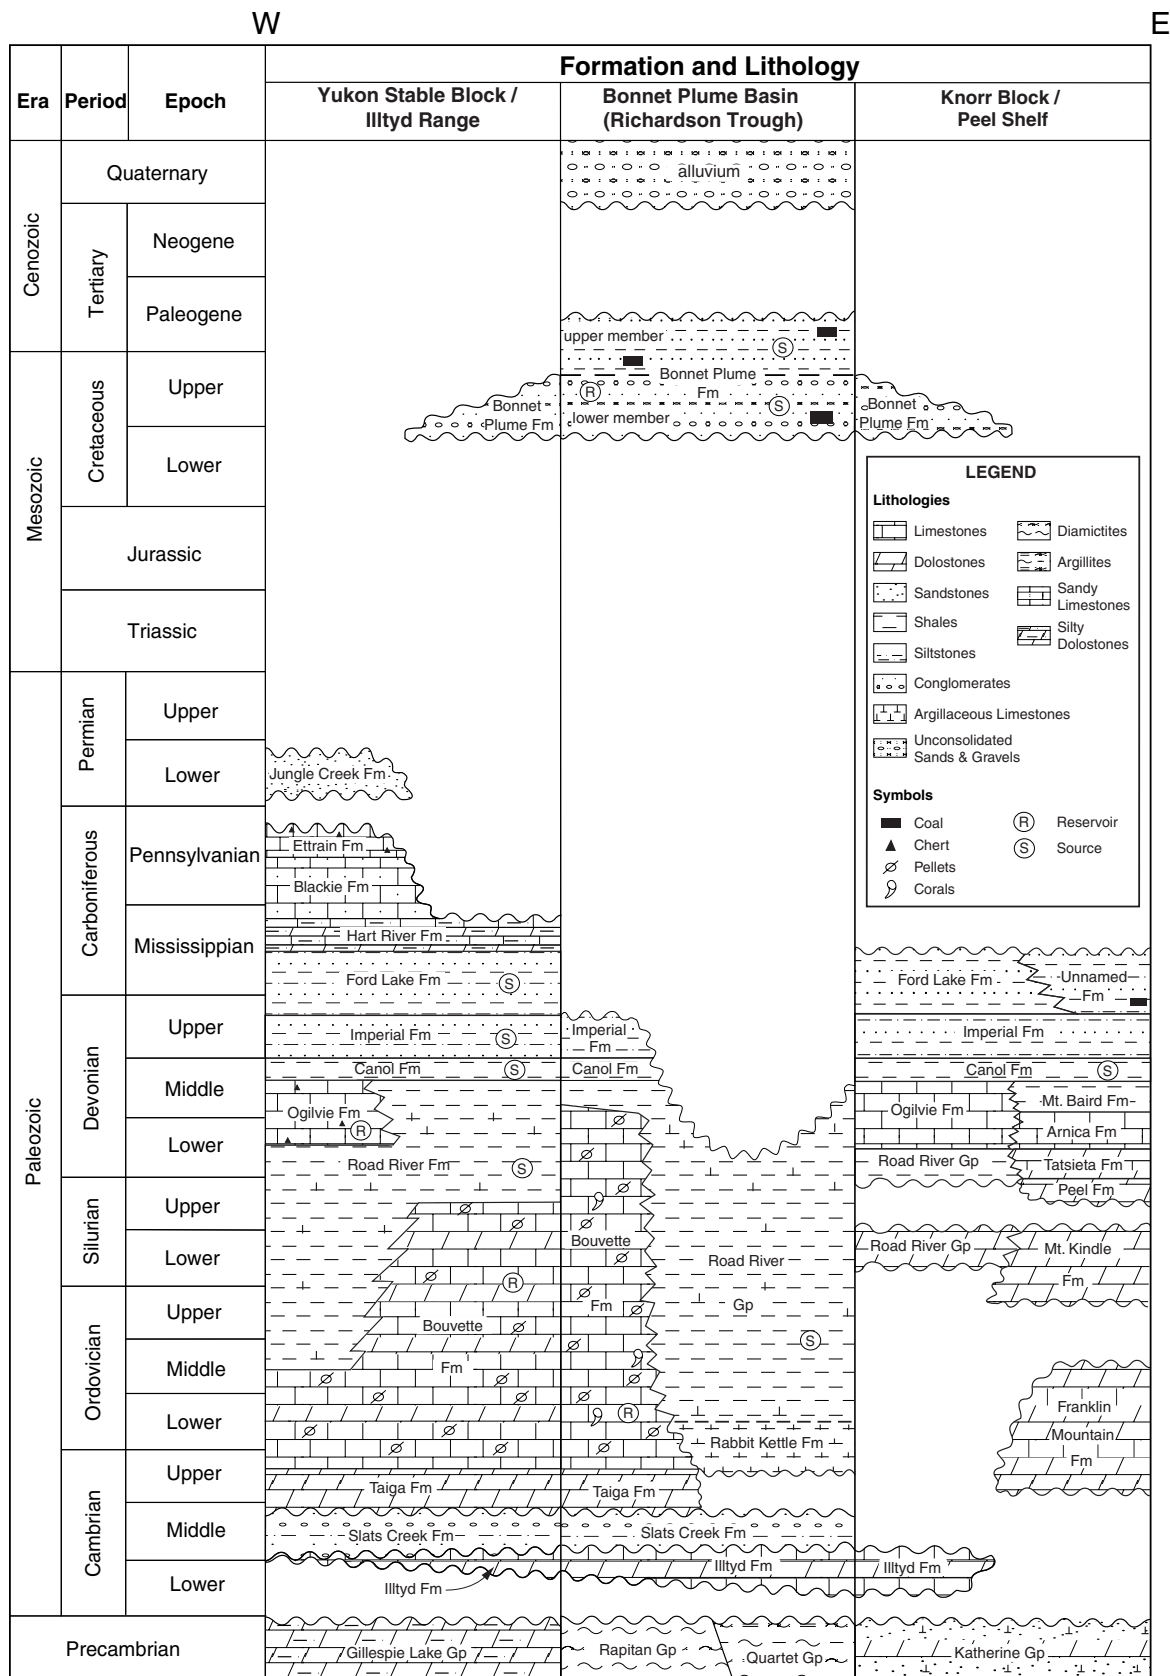 W
E
Era
Period
Epoch
Formation and Lithology
Yukon Stable Block /
Illtyd Range
Bonnet Plume Basin
(Richardson Trough)
Knorr Block /
Peel Shelf
Cenozoic
Quaternary
alluvium
Tertiary
Neogene
Paleogene
upper member
S
Mesozoic
Cretaceous
Upper
Lower
Bonnet Plume
Fm
R
S
lower member
Bonnet
Plume Fm
Bonnet
Plume Fm
Jurassic
Triassic
LEGEND
Lithologies
Limestones
Dolostones
Sandstones
Shales
Siltstones
Conglomerates
Argillaceous Limestones
Unconsolidated
Sands & Gravels
Diamictites
Argillites
Sandy
Limestones
Silty
Dolostones
Symbols
Coal
Chert
Pellets
Corals
R
Reservoir
S
Source
Paleozoic
Permian
Upper
Lower
Jungle Creek Fm
Carboniferous
Pennsylvanian
Ettrain Fm
Blackie Fm
Mississippian
Hart River Fm
Ford Lake Fm
S
Ford Lake Fm
Unnamed
Fm
Devonian
Upper
Imperial Fm
S
Imperial
Fm
Imperial Fm
Canol Fm
S
Canol Fm
Canol Fm
S
Middle
Ogilvie Fm
R
Ogilvie Fm
Mt. Baird Fm
Lower
Arnica Fm
Road River Fm
S
Road River Gp
Tatsieta Fm
Peel Fm
Silurian
Upper
Lower
Bouvette
Fm
Road River
Gp
S
Road River Gp
Mt. Kindle
Fm
R
Ordovician
Upper
Middle
Lower
Bouvette
Fm
R
Rabbit Kettle Fm
Franklin
Mountain
Fm
Cambrian
Upper
Taiga Fm
Taiga Fm
Middle
Slats Creek Fm
Slats Creek Fm
Lower
Illtyd Fm
Illtyd Fm
Illtyd Fm
Precambrian
Gillespie Lake Gp
Rapitan Gp
Quartet Gp
Katherine Gp